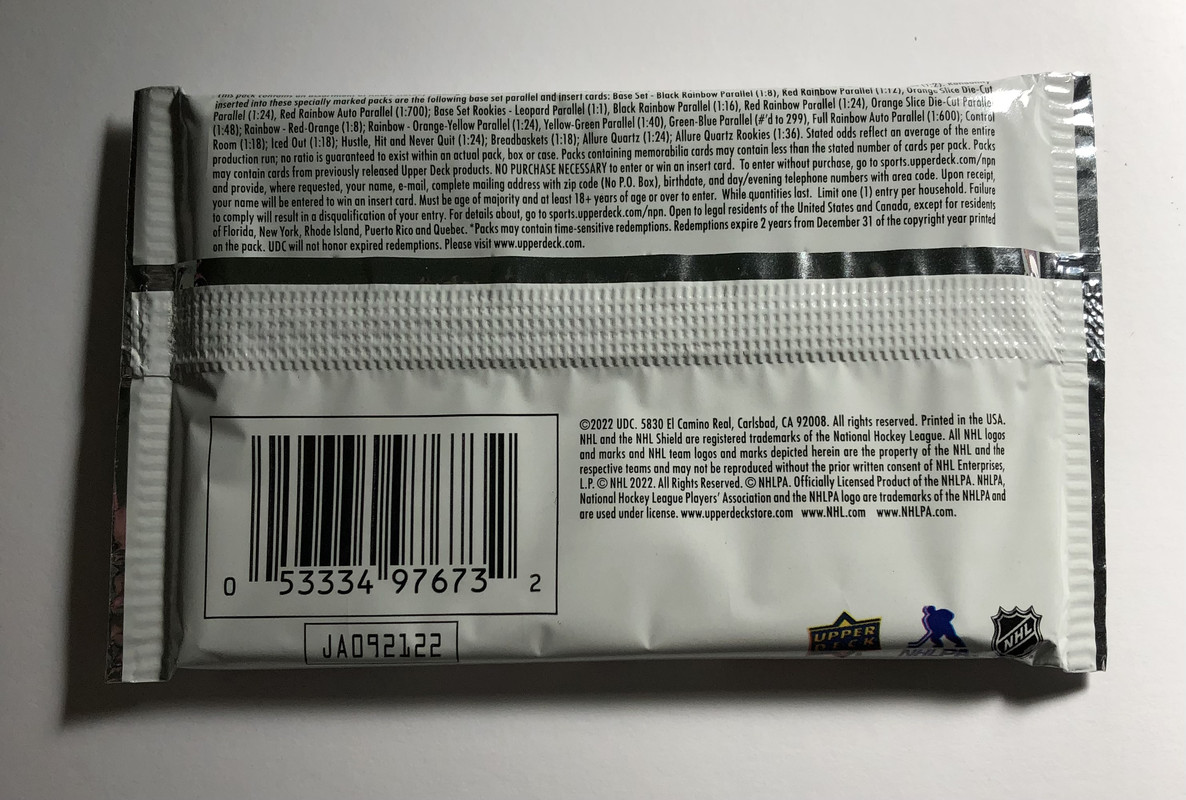 This pack contains an
inserted into these specially marked packs are the following base set parallel and insert cards: Base Set - Black Rainbow Parallel (1:8), Red Rainbow Parallel (1:12), Orange Slice Die-Cut
Parallel (1:24), Red Rainbow Auto Parallel (1:700); Base Set Rookies - Leopard Parallel (1:1), Black Rainbow Parallel (1:16), Red Rainbow Parallel (1:24), Orange Slice Die-Cut Parallel
(1:48); Rainbow - Red-Orange (1:8); Rainbow - Orange-Yellow Parallel (1:24), Yellow-Green Parallel (1:40), Green-Blue Parallel (#'d to 299), Full Rainbow Auto Parallel (1:600); Control
Room (1:18); Iced Out (1:18); Hustle, Hit and Never Quit (1:24); Breadbaskets (1:18); Allure Quartz (1:24); Allure Quartz Rookies (1:36). Stated odds reflect an average of the entire
production run; no ratio is guaranteed to exist within an actual pack, box or case. Packs containing memorabilia cards may contain less than the stated number of cards per pack. Packs
may contain cards from previously released Upper Deck products. NO PURCHASE NECESSARY to enter or win an insert card. To enter without purchase, go to sports.upperdeck.com/npn
and provide, where requested, your name, e-mail, complete mailing address with zip code (No P.O. Box), birthdate, and day/evening telephone numbers with area code. Upon receipt,
your name will be entered to win an insert card. Must be age of majority and at least 18+ years of age or over to enter. While quantities last. Limit one (1) entry per household. Failure
to comply will result in a disqualification of your entry. For details about, go to sports.upperdeck.com/npn. Open to legal residents of the United States and Canada, except for residents
of Florida, New York, Rhode Island, Puerto Rico and Quebec. *Packs may contain time-sensitive redemptions. Redemptions expire 2 years from December 31 of the copyright year printed
on the pack. UDC will not honor expired redemptions. Please visit www.upperdeck.com.
0 53334 97673 2
JA092122
©2022 UDC. 5830 El Camino Real, Carlsbad, CA 92008. All rights reserved. Printed in the USA.
NHL and the NHL Shield are registered trademarks of the National Hockey League. All NHL logos
and marks and NHL team logos and marks depicted herein are the property of the NHL and the
respective teams and may not be reproduced without the prior written consent of NHL Enterprises,
L.P. © NHL 2022. All Rights Reserved. © NHLPA. Officially Licensed Product of the NHLPA. NHLPA,
National Hockey League Players' Association and the NHLPA logo are trademarks of the NHLPA and
are used under license. www.upperdeckstore.com www.NHL.com www.NHLPA.com.
UPPER DECK
NHLPA
NHL